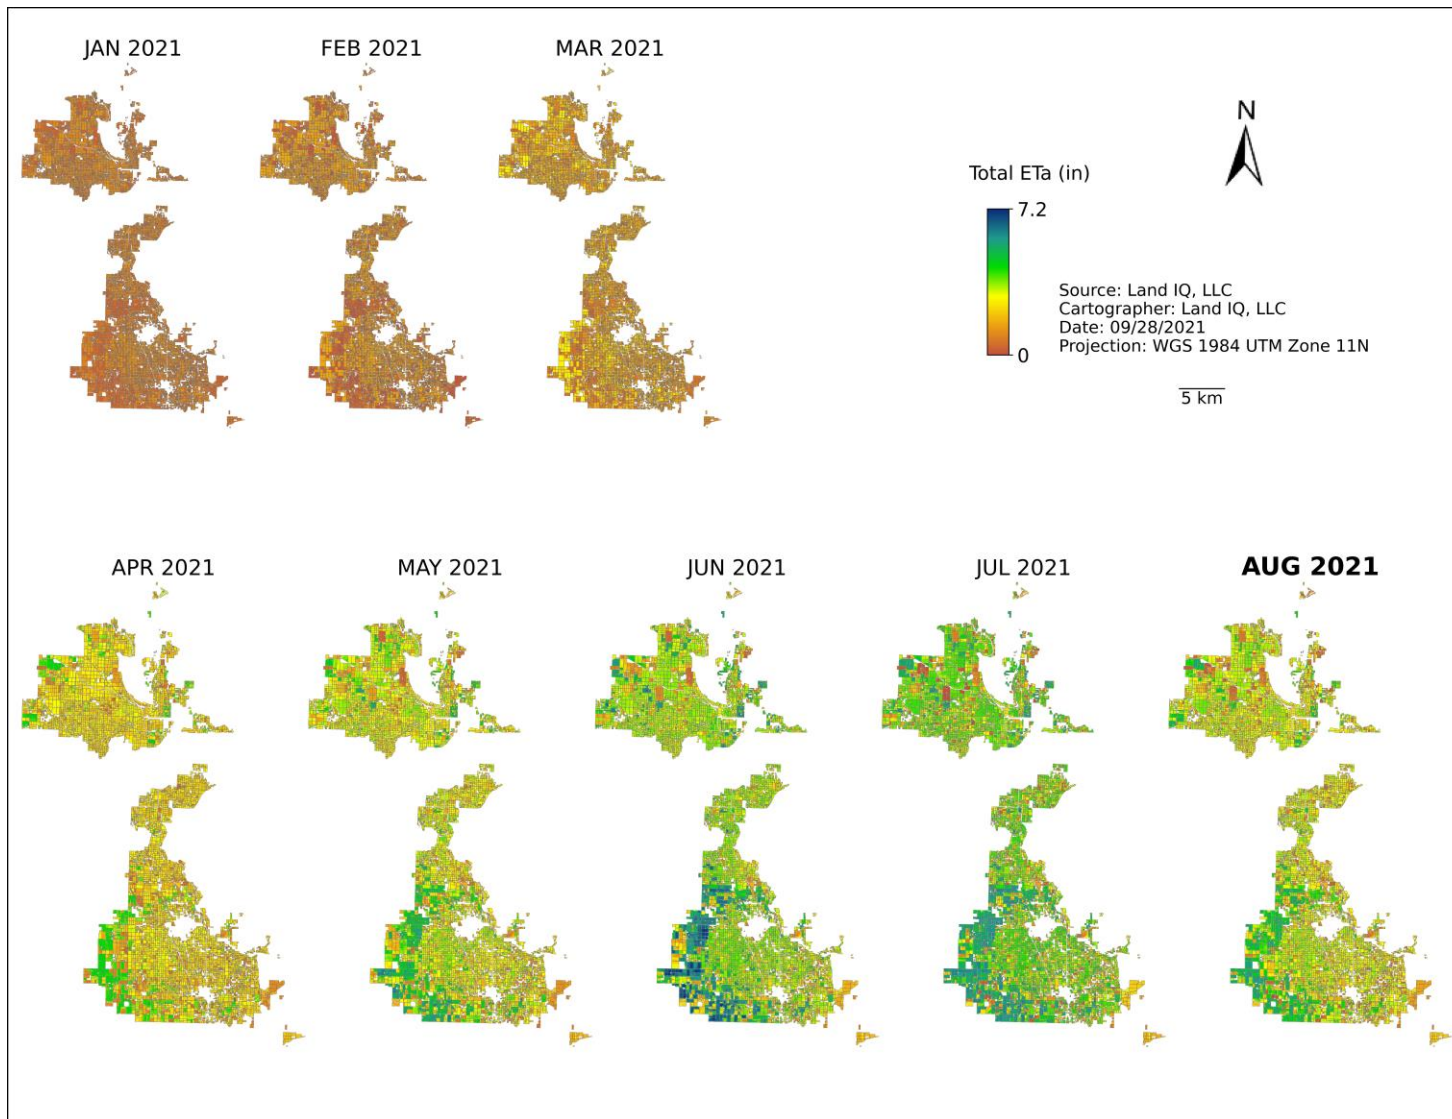 JAN 2021
FEB 2021
MAR 2021
N
Total ETa (in)
7.2
0
Source: Land IQ, LLC
Cartographer: Land IQ, LLC
Date: 09/28/2021
Projection: WGS 1984 UTM Zone 11N
5 km
APR 2021
MAY 2021
JUN 2021
JUL 2021
AUG 2021